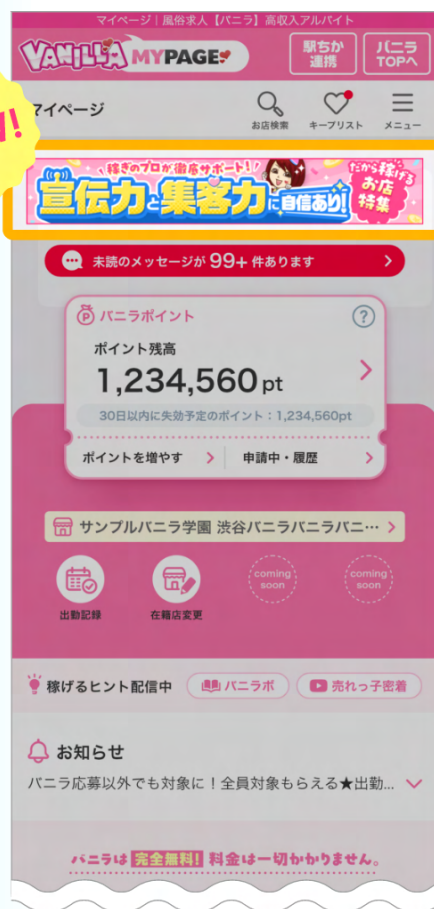 マイページ｜風俗求人【バニラ】高収入アルバイト
VANILLA MYPAGE
駅ちか
連携
バニラ
TOPへ
マイページ
お店検索
キープリスト
メニュー
稼ぎのプロが徹底サポート!
宣伝力と集客力に自信あり!
だから稼げる
お店
特集
未読のメッセージが 99+ 件あります
バニラポイント
?
ポイント残高
1,234,560 pt
30日以内に失効予定のポイント：1,234,560pt
ポイントを増やす
申請中・履歴
サンプルバニラ学園 渋谷バニラバニラバニ…
coming
soon
coming
soon
出勤記録
在籍店変更
稼げるヒント配信中
バニラボ
売れっ子密着
お知らせ
バニラ応募以外でも対象に！全員対象もらえる★出勤...
バニラは 完全無料! 料金は一切かかりません。